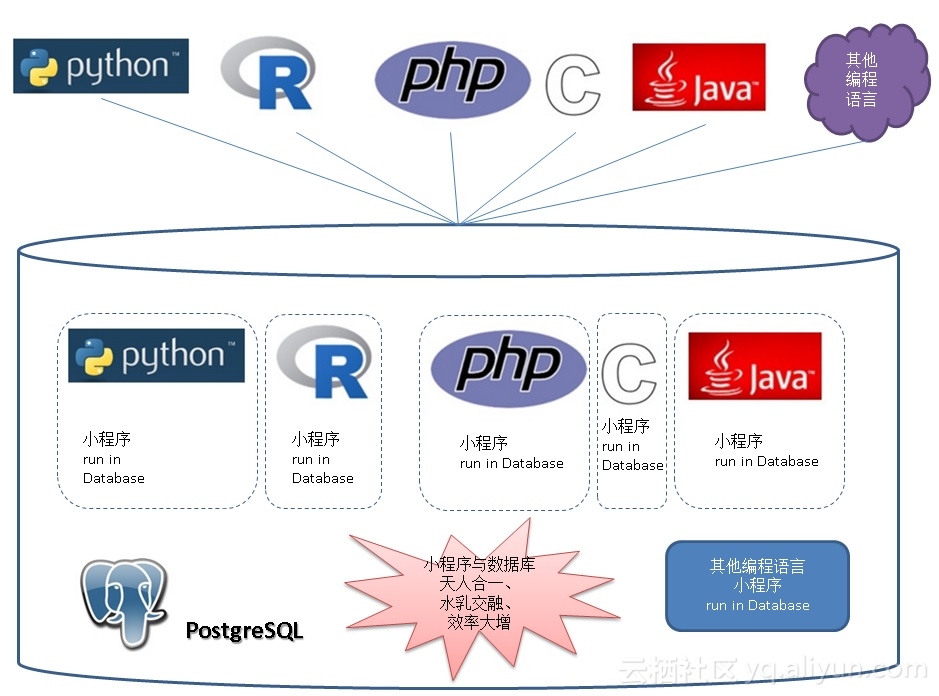 python™
R
php
C
Java™
其他
编程
语言
python™
小程序
run in
Database
R
小程序
run in
Database
php
小程序
run in Database
C
小程序
run in
Database
Java™
小程序
run in Database
PostgreSQL
小程序与数据库
天人合一、
水乳交融、
效率大增
其他编程语言
小程序
run in Database
云栖社区 yq.aliyun.com